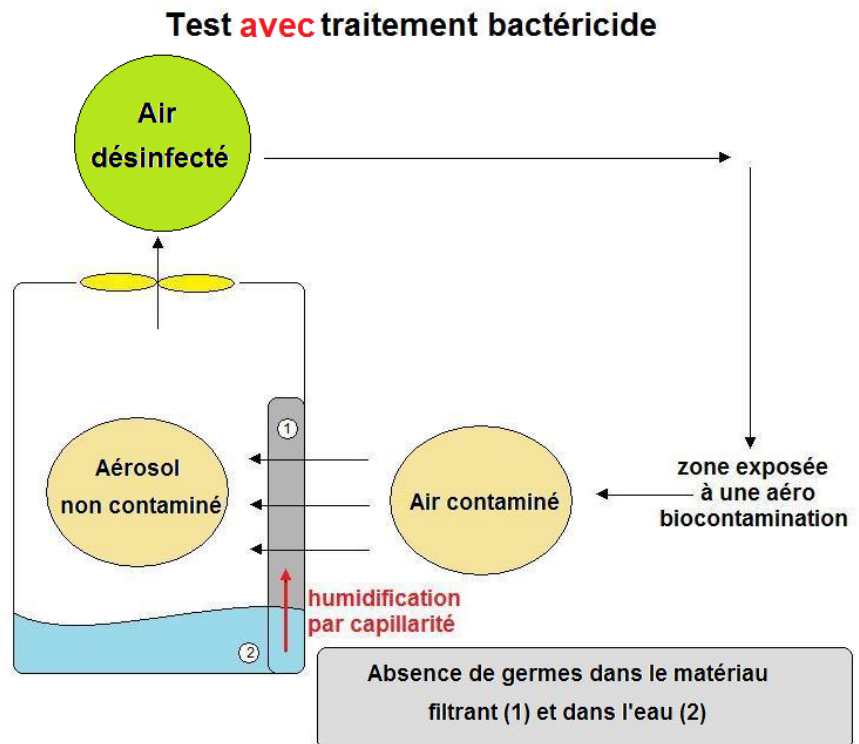 Test avec traitement bactéricide
Air
désinfecté
1
Aérosol
non contaminé
Air contaminé
zone exposée
à une aéro
biocontamination
humidification
par capillarité
2
Absence de germes dans le matériau
filtrant (1) et dans l'eau (2)